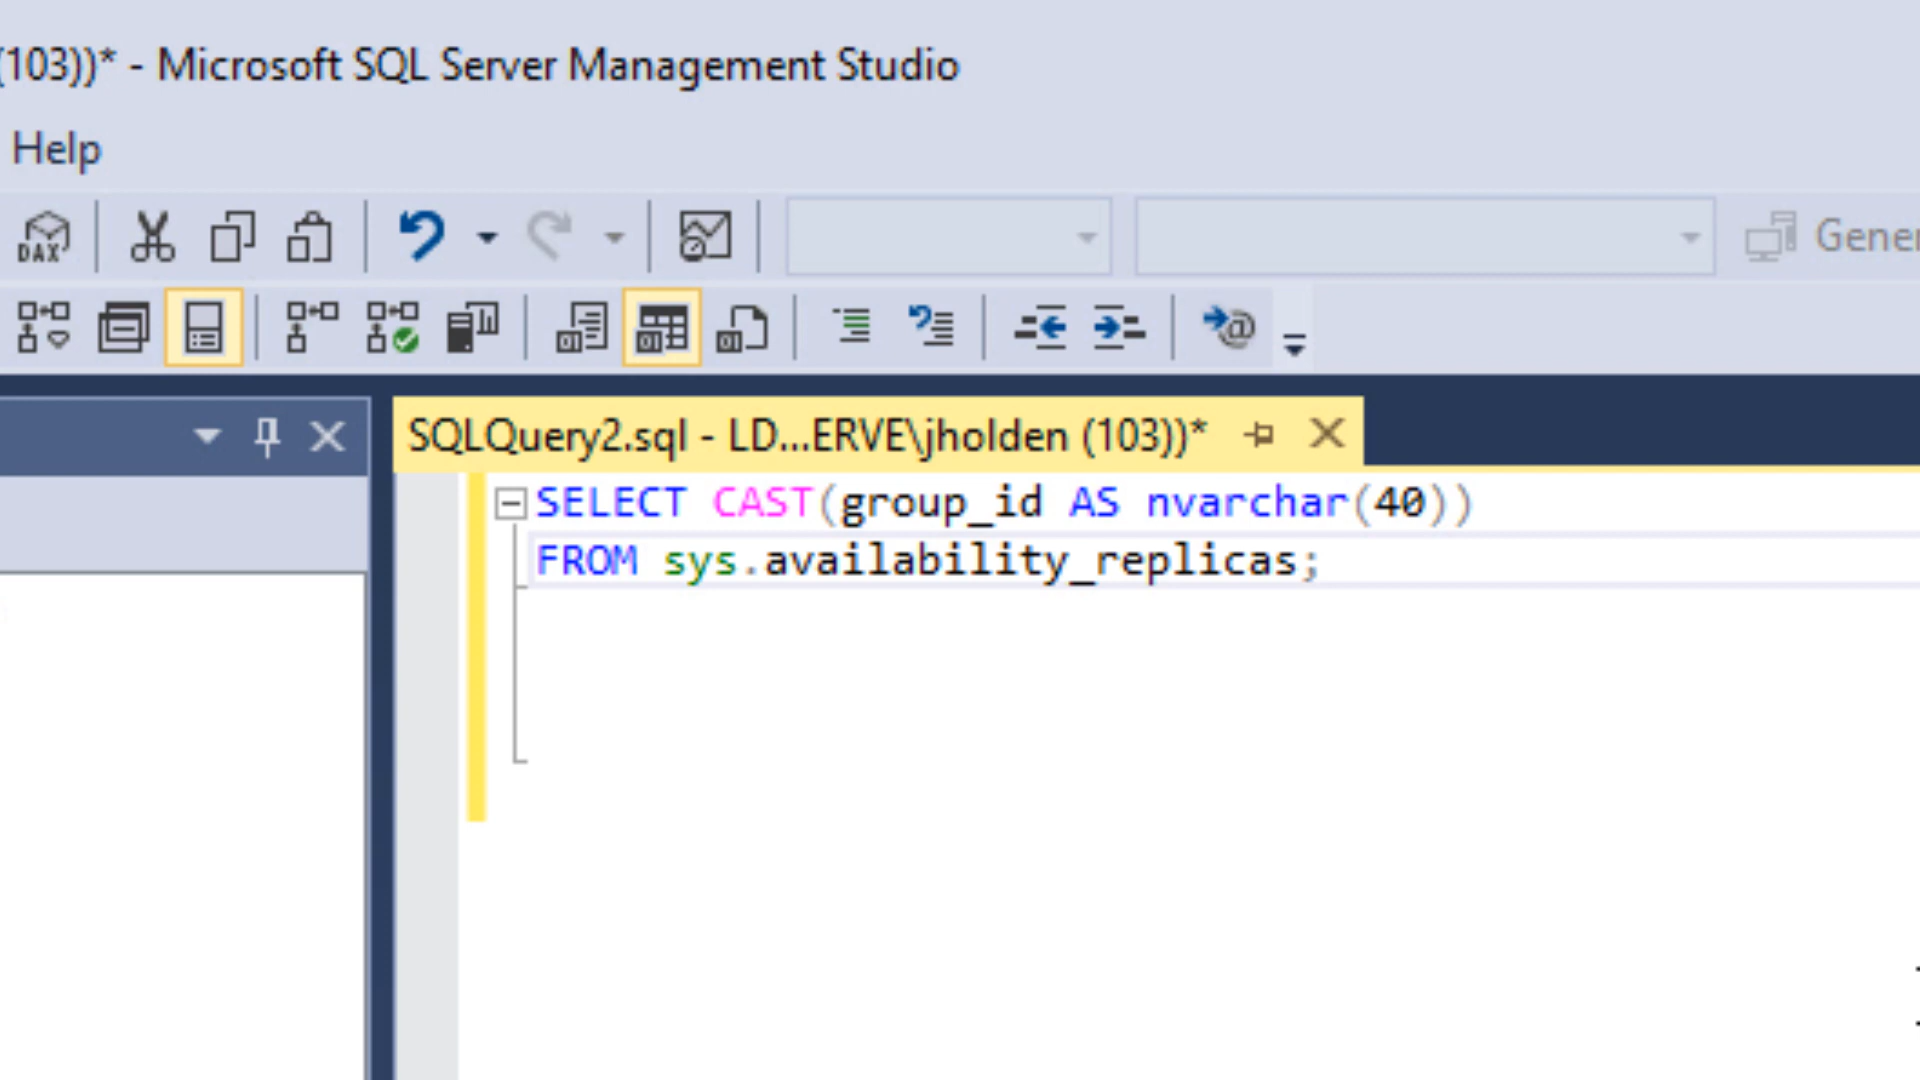 (103))* - Microsoft SQL Server Management Studio
Help
DAX
Gener
SQLQuery2.sql - LD...ERVE\jholden (103))*
SELECT CAST(group_id AS nvarchar(40))
FROM sys.availability_replicas;